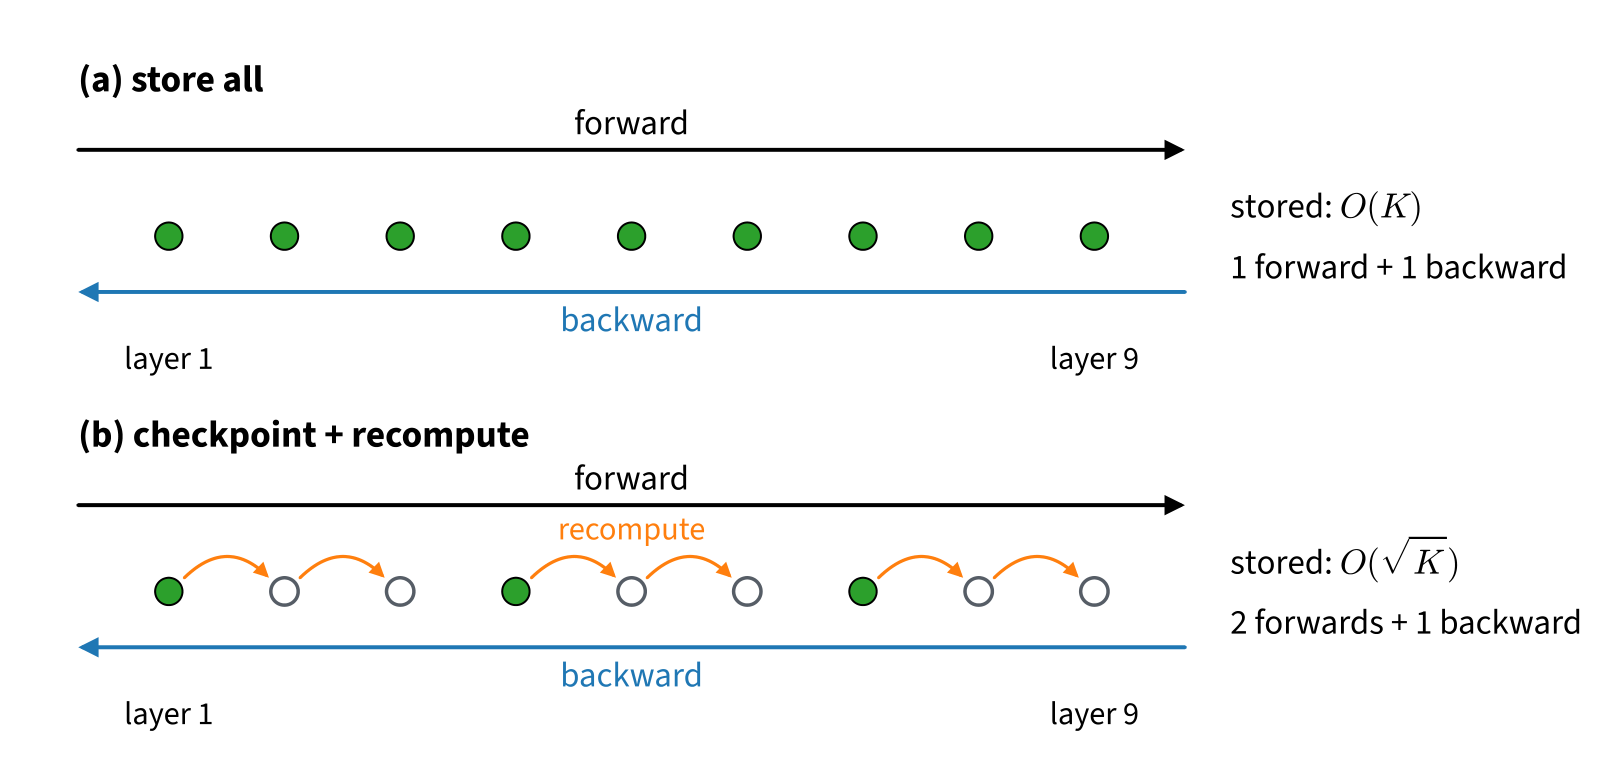 (a) store all
forward
stored: O(K)
1 forward + 1 backward
backward
layer 1
layer 9
(b) checkpoint + recompute
forward
recompute
stored: O(√K)
2 forwards + 1 backward
backward
layer 1
layer 9